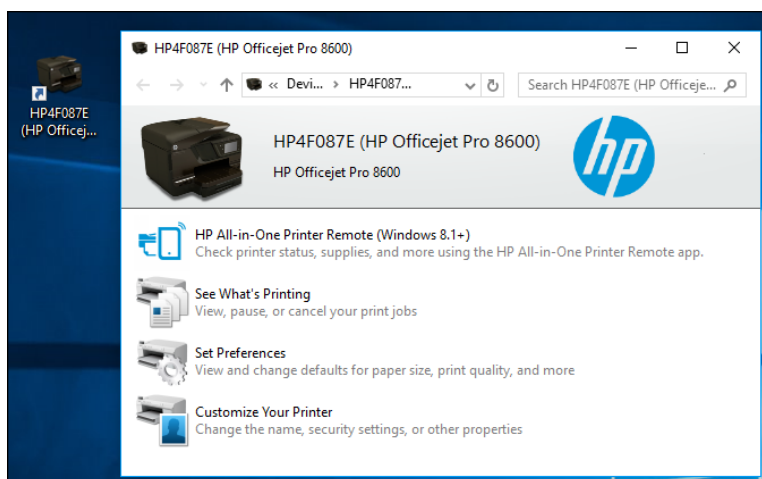 HP4F087E
(HP Officej...
HP4F087E (HP Officejet Pro 8600)
« Devi... › HP4F087...
Search HP4F087E (HP Officeje...
HP4F087E (HP Officejet Pro 8600)
HP Officejet Pro 8600
hp
HP All-in-One Printer Remote (Windows 8.1+)
Check printer status, supplies, and more using the HP All-in-One Printer Remote app.
See What's Printing
View, pause, or cancel your print jobs
Set Preferences
View and change defaults for paper size, print quality, and more
Customize Your Printer
Change the name, security settings, or other properties